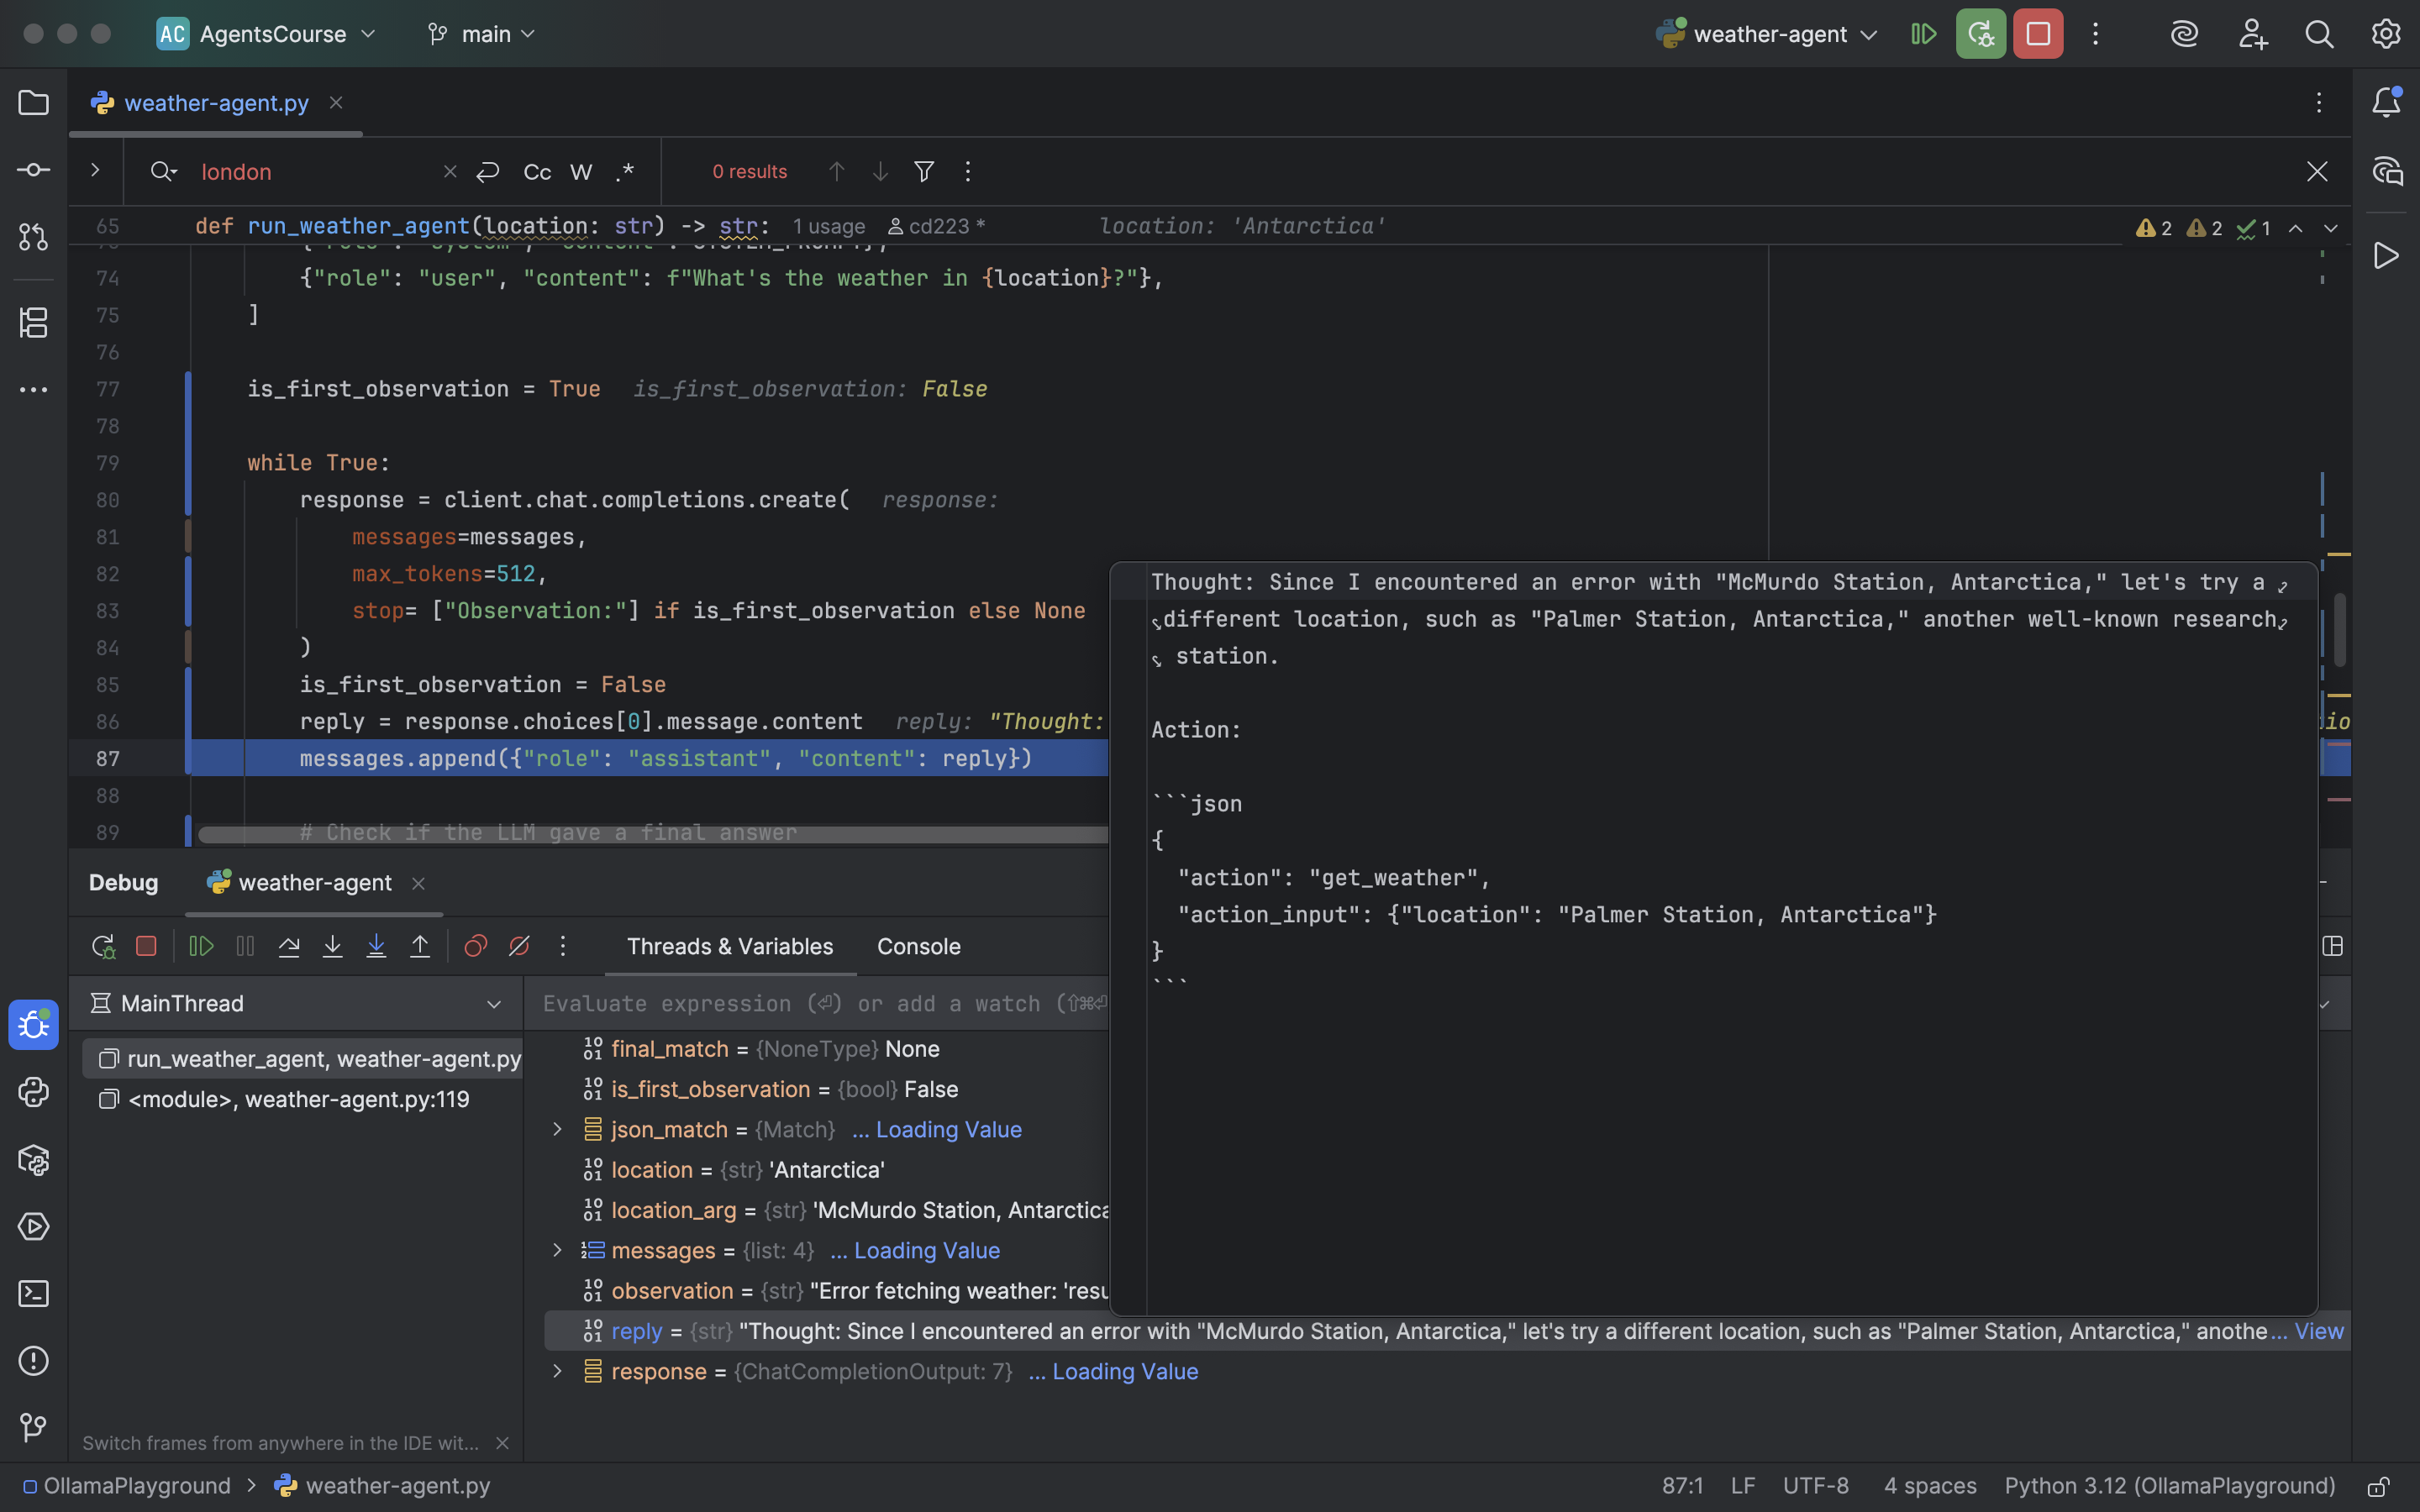 AC AgentsCourse main weather-agent
weather-agent.py
london Cc W .* 0 results
65 def run_weather_agent(location: str) -> str: 1 usage cd223 * location: 'Antarctica' 2 2 1
74 {"role": "user", "content": f"What's the weather in {location}?"},
75 ]
76
77 is_first_observation = True is_first_observation: False
78
79 while True:
80 response = client.chat.completions.create( response:
81 messages=messages,
82 max_tokens=512,
83 stop= ["Observation:"] if is_first_observation else None
84 )
85 is_first_observation = False
86 reply = response.choices[0].message.content reply: "Thought:
87 messages.append({"role": "assistant", "content": reply})
88
89 # Check if the LLM gave a final answer
Thought: Since I encountered an error with "McMurdo Station, Antarctica," let's try a
different location, such as "Palmer Station, Antarctica," another well-known research
station.
Action:
```json
{
"action": "get_weather",
"action_input": {"location": "Palmer Station, Antarctica"}
}
```
Debug weather-agent
Threads & Variables Console
MainThread
Evaluate expression (⏎) or add a watch (⇧⌘⏎
run_weather_agent, weather-agent.py
<module>, weather-agent.py:119
final_match = {NoneType} None
is_first_observation = {bool} False
json_match = {Match} ... Loading Value
location = {str} 'Antarctica'
location_arg = {str} 'McMurdo Station, Antarctica
messages = {list: 4} ... Loading Value
observation = {str} "Error fetching weather: 'resu
reply = {str} "Thought: Since I encountered an error with "McMurdo Station, Antarctica," let's try a different location, such as "Palmer Station, Antarctica," anothe... View
response = {ChatCompletionOutput: 7} ... Loading Value
Switch frames from anywhere in the IDE wit...
OllamaPlayground > weather-agent.py 87:1 LF UTF-8 4 spaces Python 3.12 (OllamaPlayground)